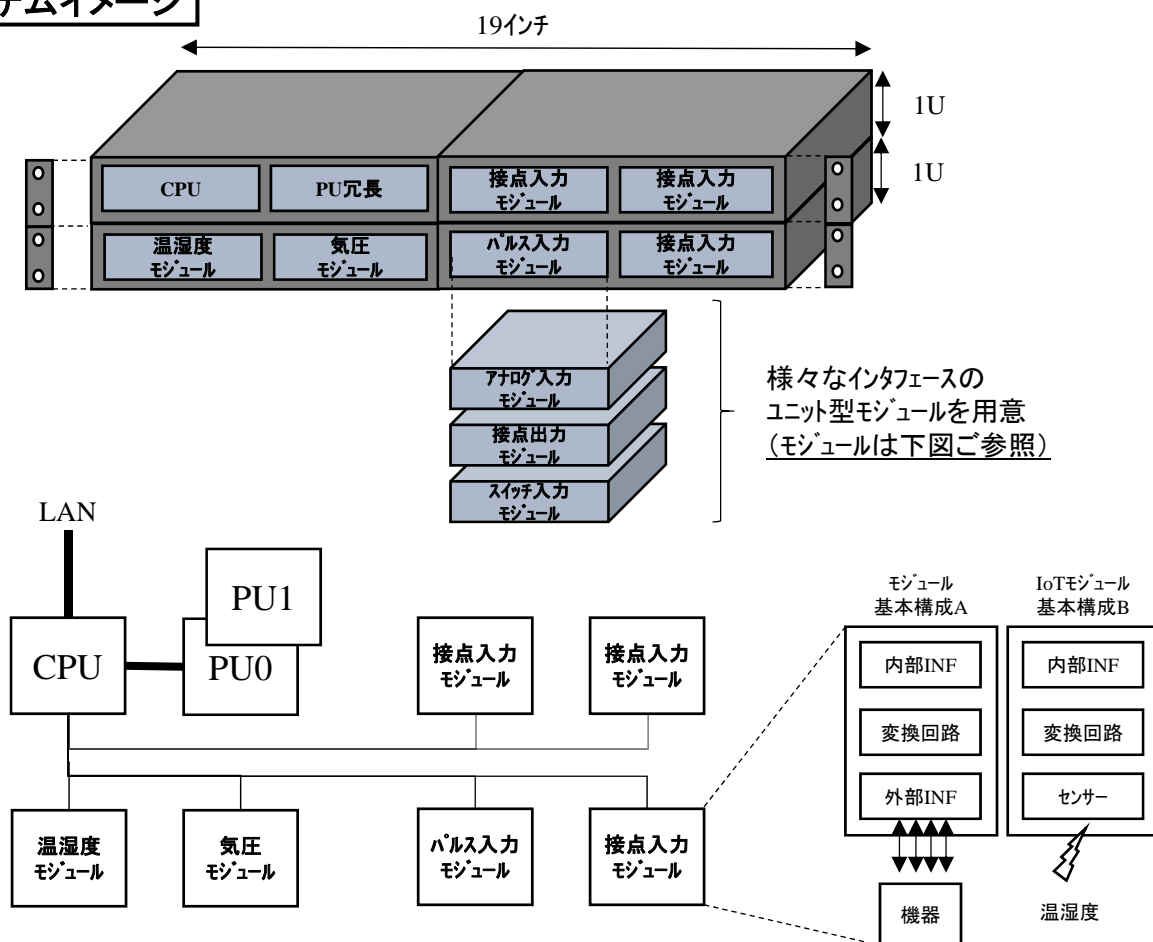 テムイメージ
19インチ
1U
1U
CPU
PU冗長
接点入力
モジュール
接点入力
モジュール
温湿度
モジュール
気圧
モジュール
パルス入力
モジュール
接点入力
モジュール
アナログ入力
モジュール
接点出力
モジュール
スイッチ入力
モジュール
様々なインタフェースの
ユニット型モジュールを用意
(モジュールは下図ご参照)
LAN
CPU
PU1
PU0
接点入力
モジュール
接点入力
モジュール
温湿度
モジュール
気圧
モジュール
パルス入力
モジュール
接点入力
モジュール
モジュール
基本構成A
内部INF
変換回路
外部INF
機器
IoTモジュール
基本構成B
内部INF
変換回路
センサー
温湿度